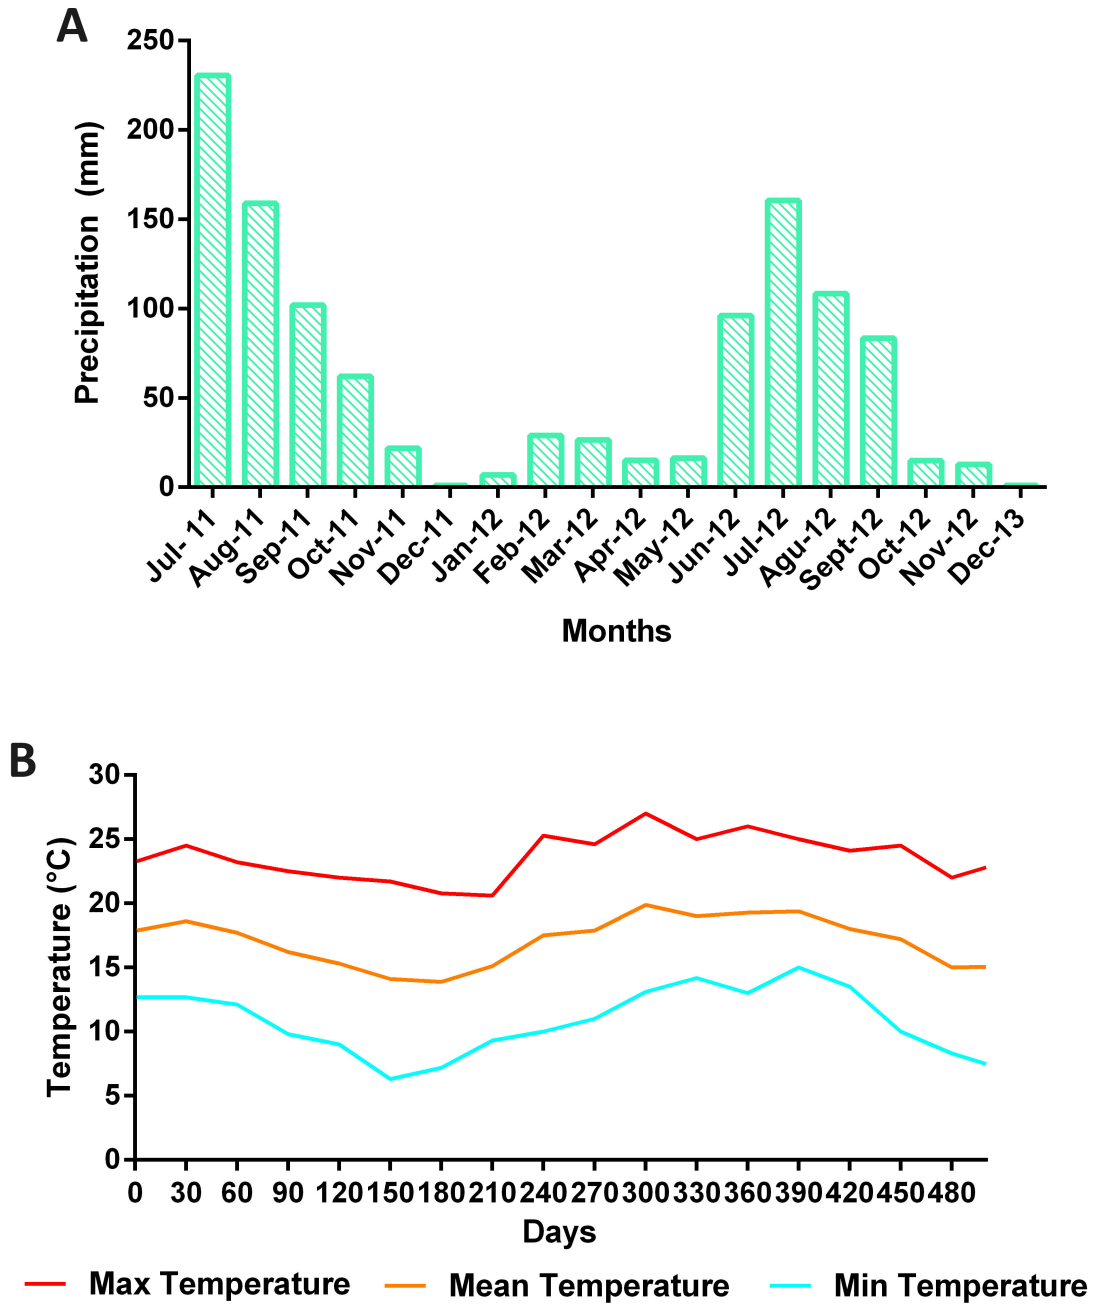 A
250
200
150
100
50
0
Precipitation (mm)
Jul- 11
Aug-11
Sep-11
Oct-11
Nov-11
Dec-11
Jan-12
Feb-12
Mar-12
Apr-12
May-12
Jun-12
Jul-12
Agu-12
Sept-12
Oct-12
Nov-12
Dec-13
Months
B
30
25
20
15
10
5
0
Temperature (°C)
0 30 60 90 120 150 180 210 240 270 300 330 360 390 420 450 480
Days
Max Temperature Mean Temperature Min Temperature